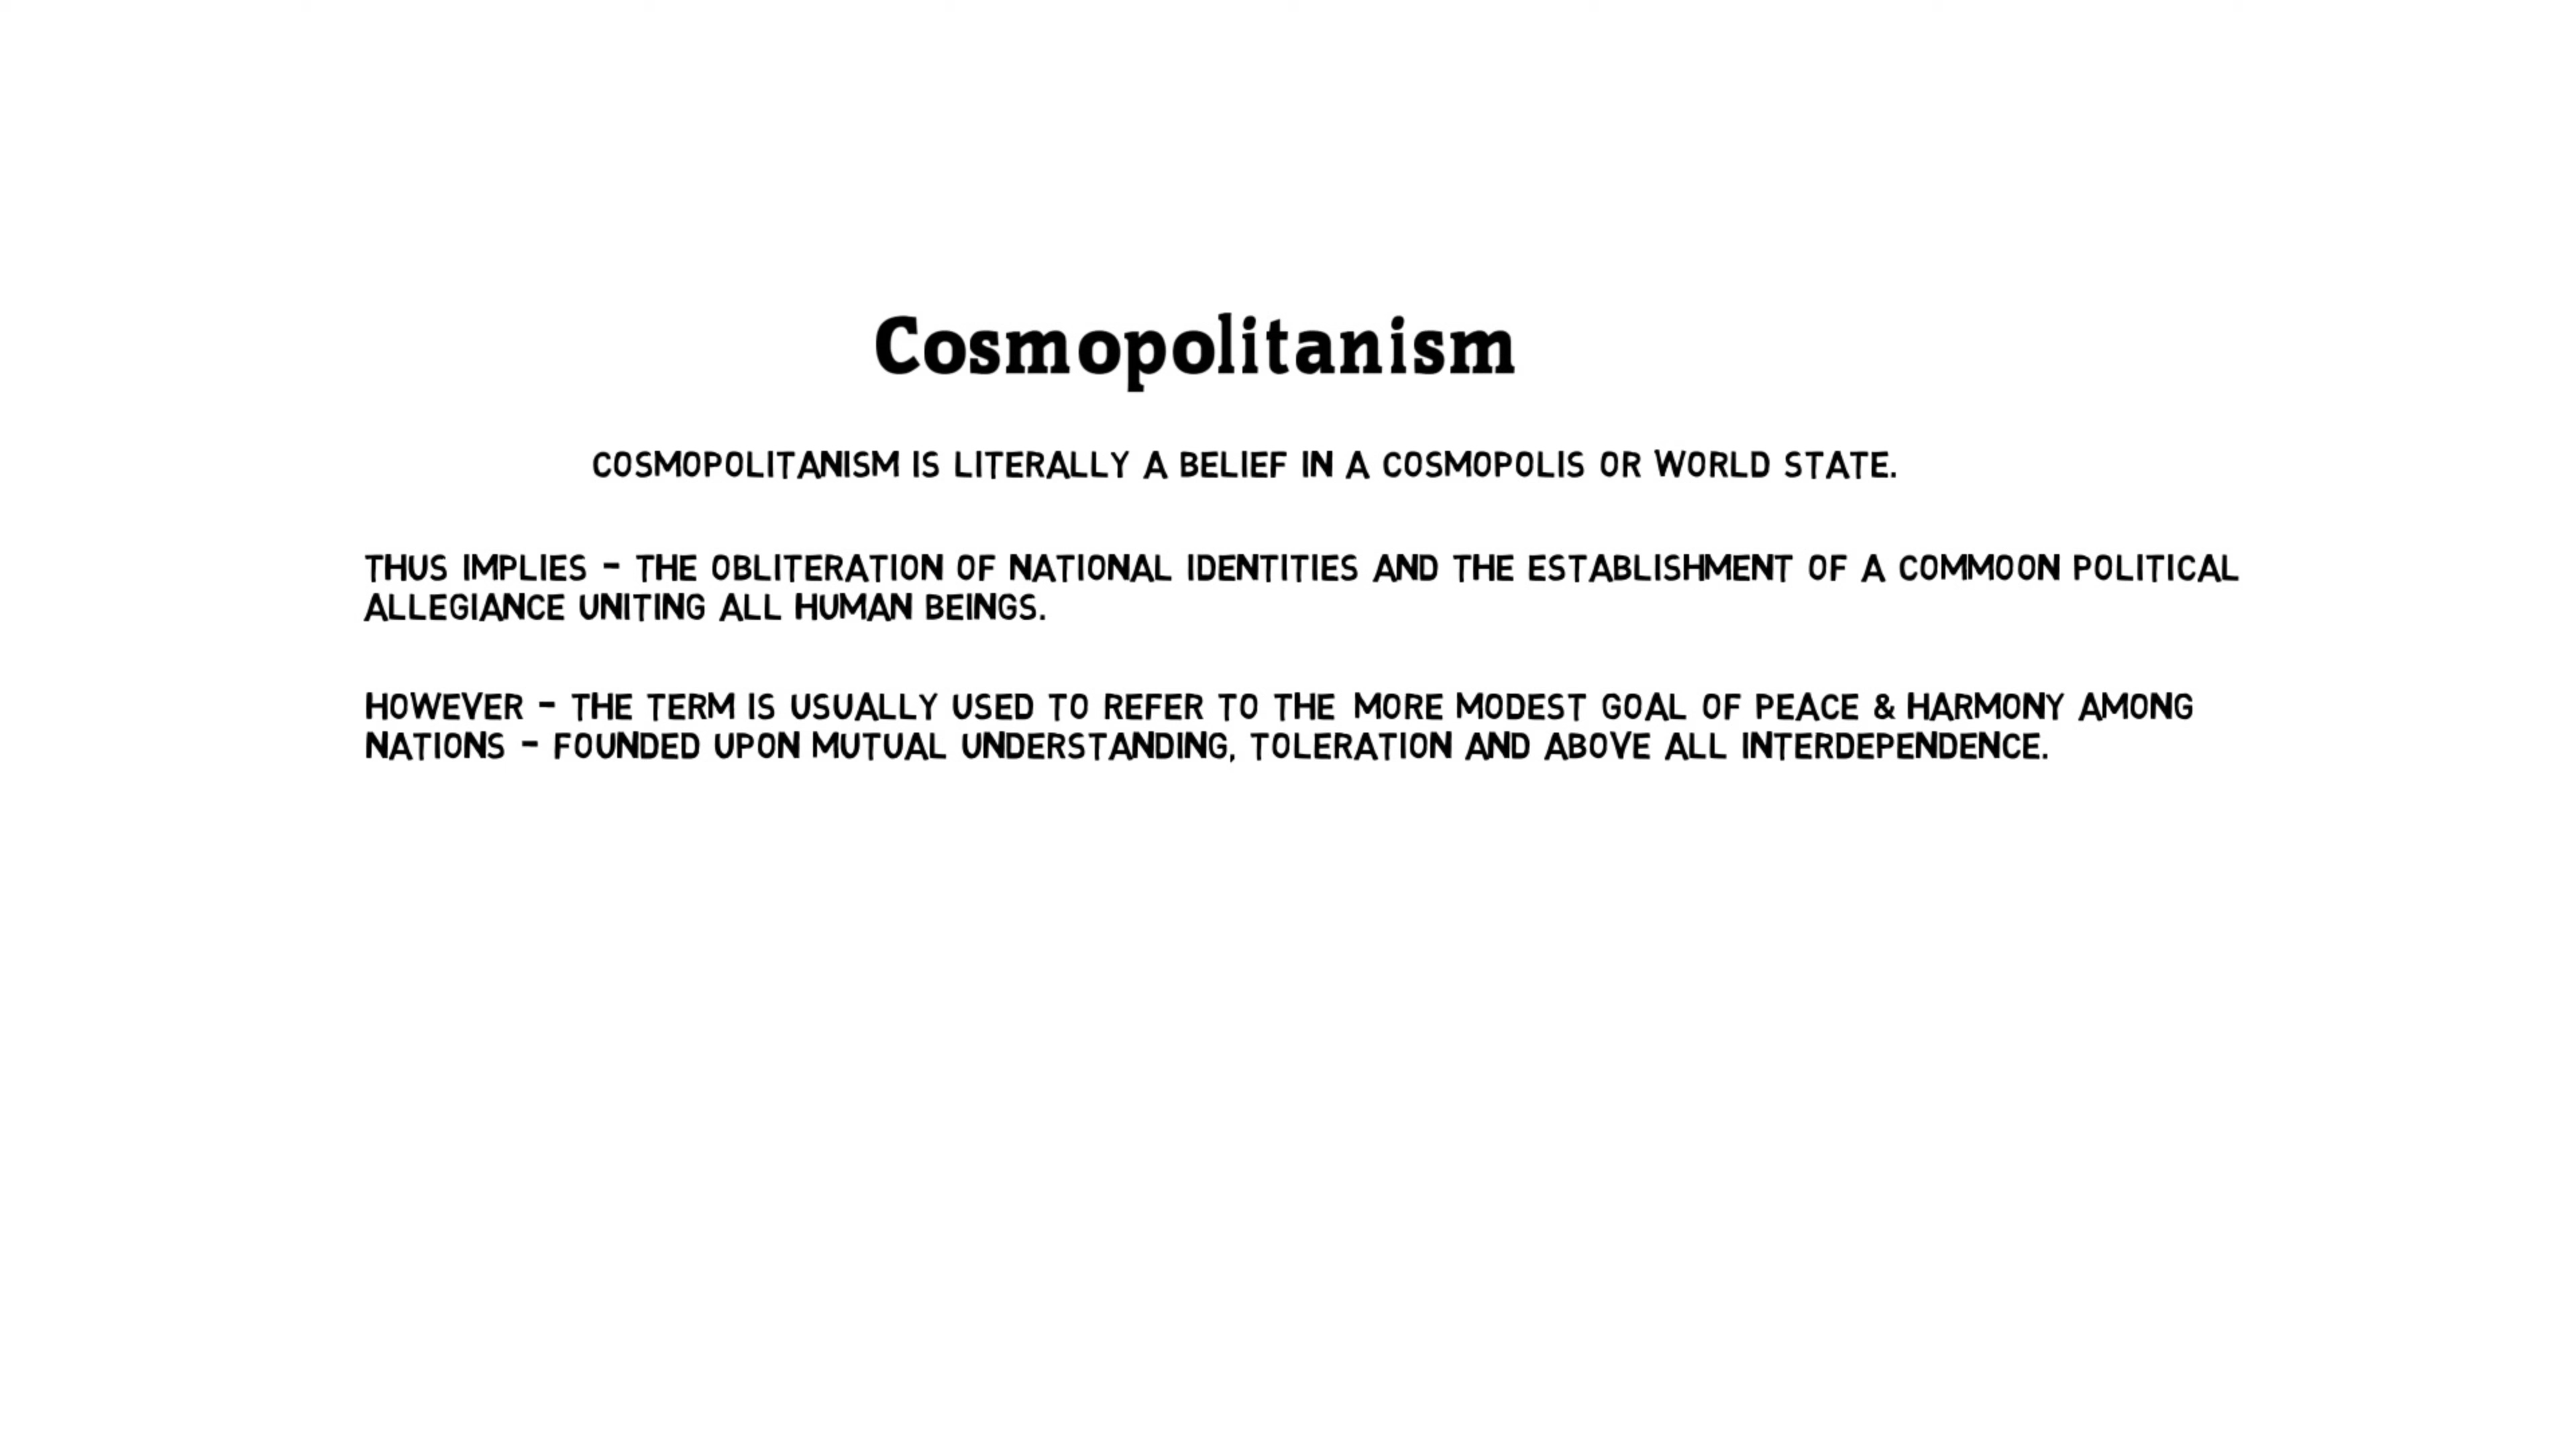 Cosmopolitanism
COSMOPOLITANISM IS LITERALLY A BELIEF IN A COSMOPOLIS OR WORLD STATE.
THUS IMPLIES - THE OBLITERATION OF NATIONAL IDENTITIES AND THE ESTABLISHMENT OF A COMMOON POLITICAL
ALLEGIANCE UNITING ALL HUMAN BEINGS.
HOWEVER - THE TERM IS USUALLY USED TO REFER TO THE MORE MODEST GOAL OF PEACE & HARMONY AMONG
NATIONS - FOUNDED UPON MUTUAL UNDERSTANDING, TOLERATION AND ABOVE ALL INTERDEPENDENCE.